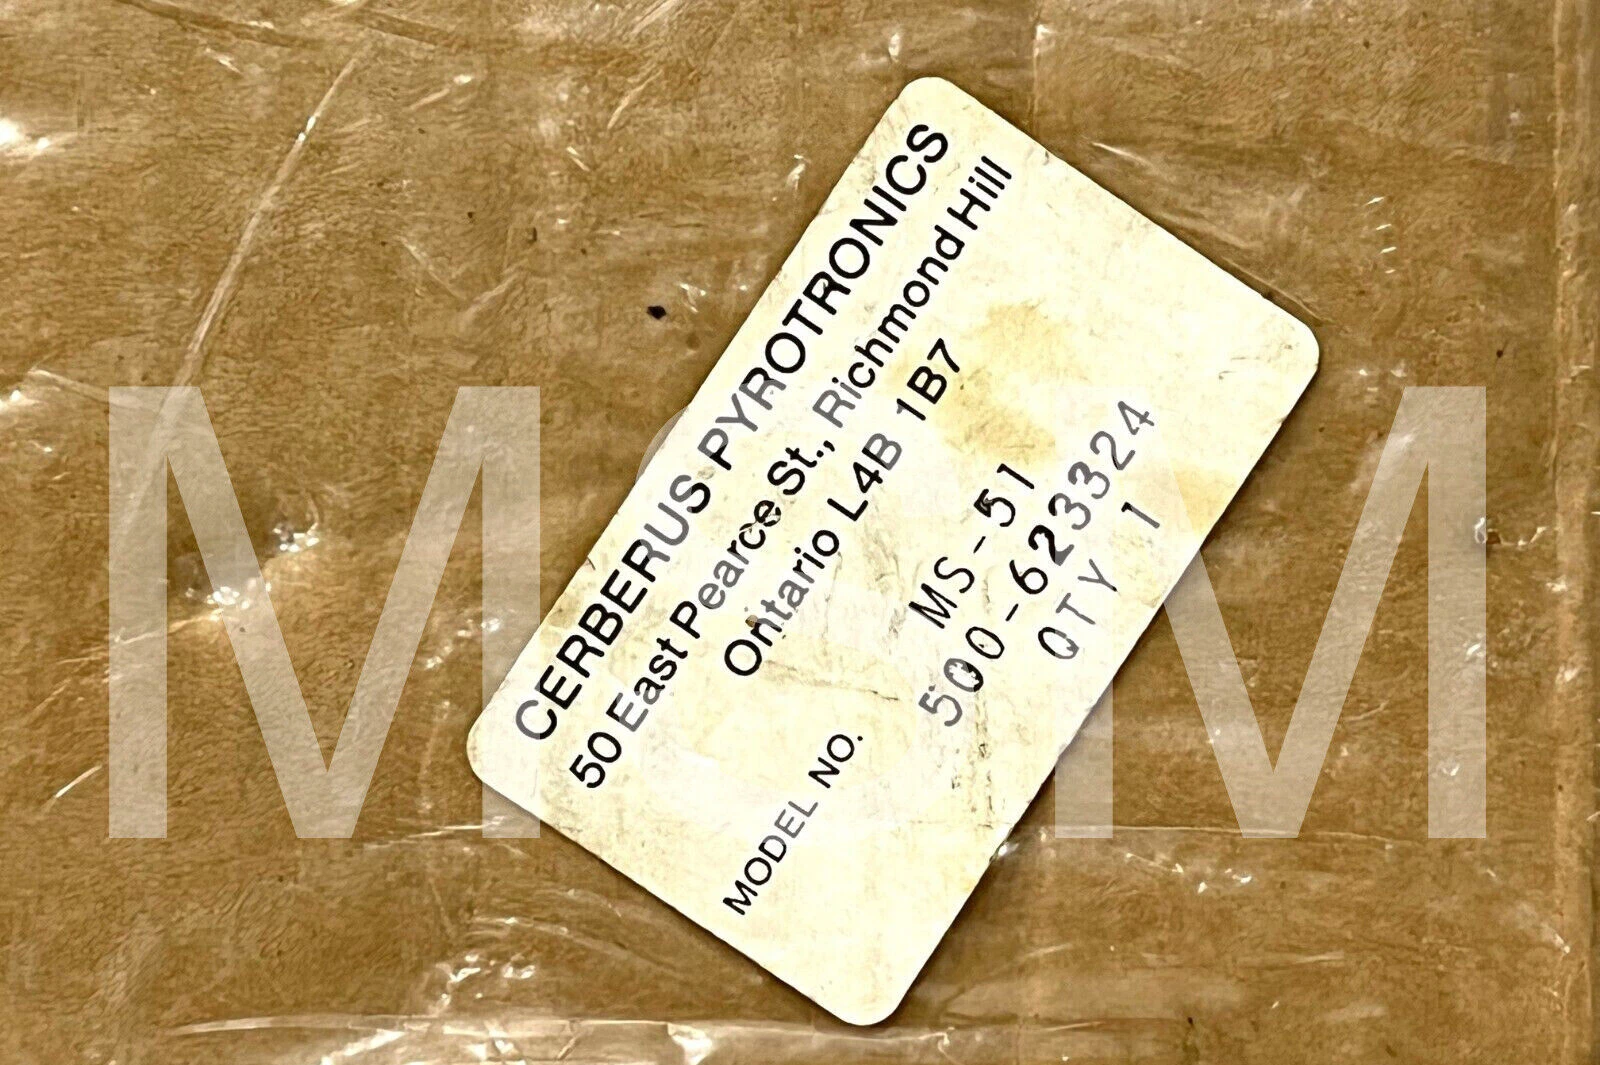 CERBERUS PYROTRONICS
50 East Pearce St., Richmond Hill
Ontario L4B 1B7
MS-51
MODEL NO. 500-623324
QTY 1
M M